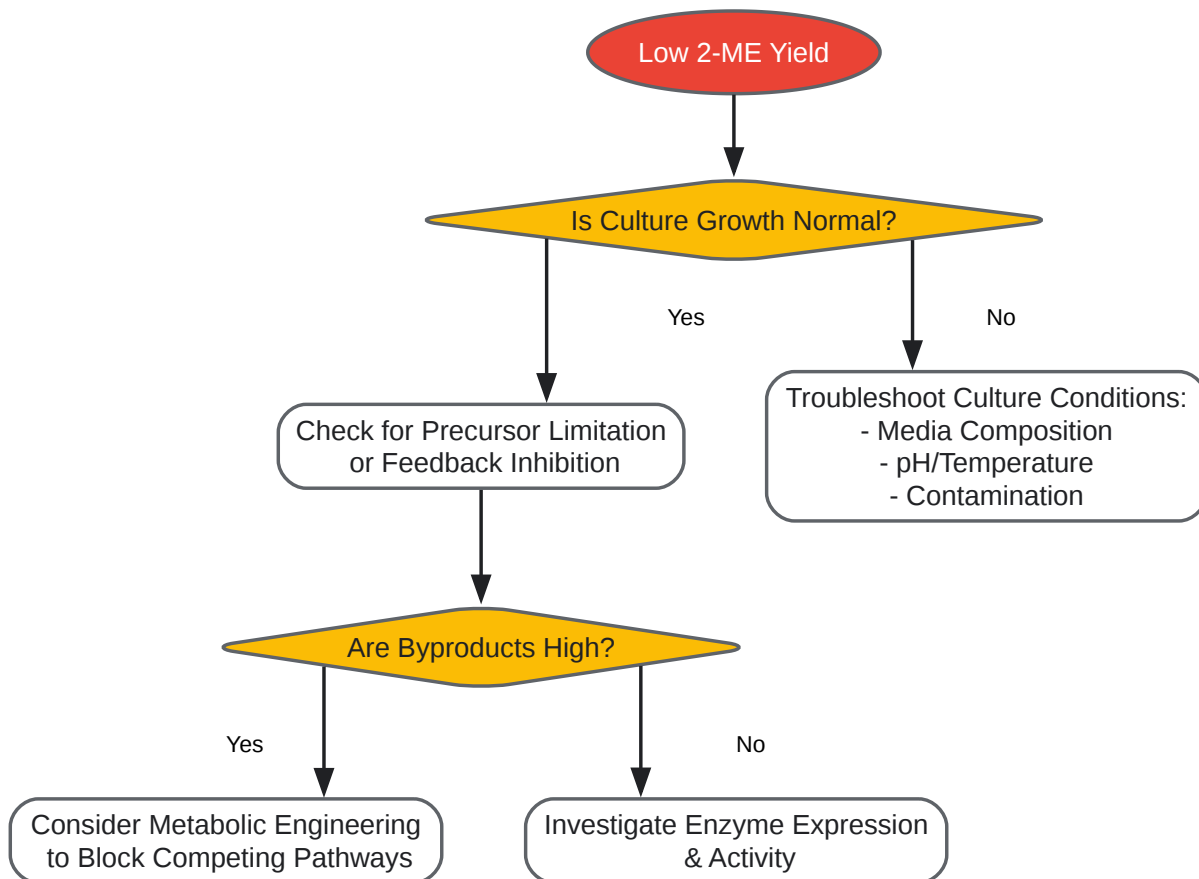 Low 2-ME Yield
Is Culture Growth Normal?
Yes
No
Troubleshoot Culture Conditions:
- Media Composition
- pH/Temperature
- Contamination
Check for Precursor Limitation
or Feedback Inhibition
Are Byproducts High?
Yes
No
Consider Metabolic Engineering
to Block Competing Pathways
Investigate Enzyme Expression
& Activity